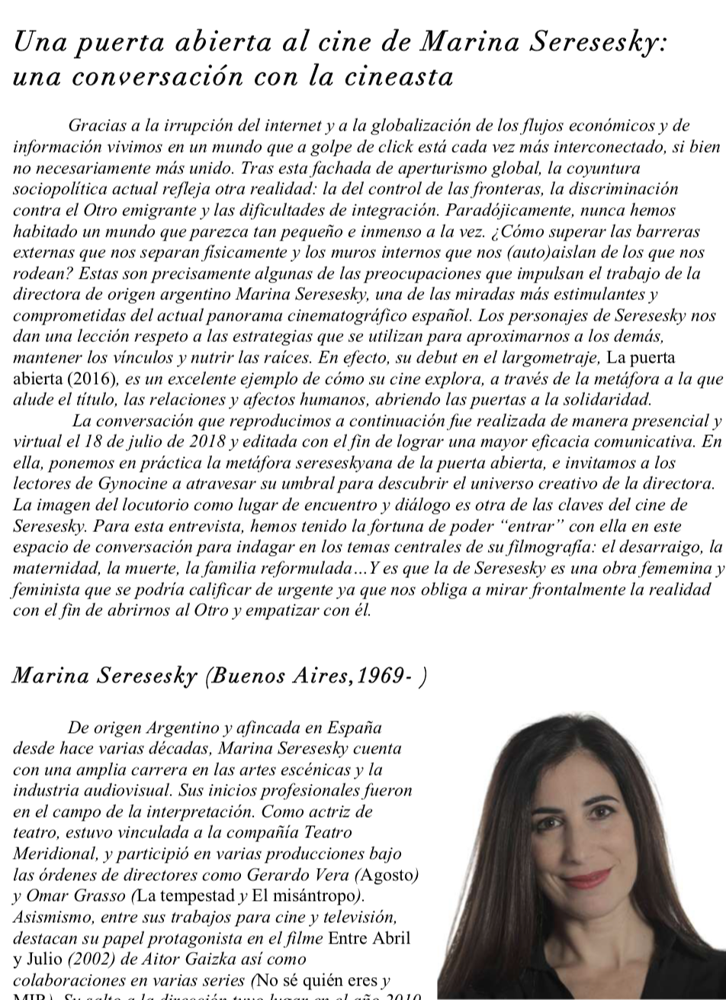 Una puerta abierta al cine de Marina Seresesky:
una conversación con la cineasta
Gracias a la irrupción del internet y a la globalización de los flujos económicos y de
información vivimos en un mundo que a golpe de click está cada vez más interconectado, si bien
no necesariamente más unido. Tras esta fachada de aperturismo global, la coyuntura
sociopolítica actual refleja otra realidad: la del control de las fronteras, la discriminación
contra el Otro emigrante y las dificultades de integración. Paradójicamente, nunca hemos
habitado un mundo que parezca tan pequeño e inmenso a la vez. ¿Cómo superar las barreras
externas que nos separan físicamente y los muros internos que nos (auto)aislan de los que nos
rodean? Estas son precisamente algunas de las preocupaciones que impulsan el trabajo de la
directora de origen argentino Marina Seresesky, una de las miradas más estimulantes y
comprometidas del actual panorama cinematográfico español. Los personajes de Seresesky nos
dan una lección respeto a las estrategias que se utilizan para aproximarnos a los demás,
mantener los vínculos y nutrir las raíces. En efecto, su debut en el largometraje, La puerta
abierta (2016), es un excelente ejemplo de cómo su cine explora, a través de la metáfora a la que
alude el título, las relaciones y afectos humanos, abriendo las puertas a la solidaridad.
La conversación que reproducimos a continuación fue realizada de manera presencial y
virtual el 18 de julio de 2018 y editada con el fin de lograr una mayor eficacia comunicativa. En
ella, ponemos en práctica la metáfora sereseskyana de la puerta abierta, e invitamos a los
lectores de Gynocine a atravesar su umbral para descubrir el universo creativo de la directora.
La imagen del locutorio como lugar de encuentro y diálogo es otra de las claves del cine de
Seresesky. Para esta entrevista, hemos tenido la fortuna de poder “entrar” con ella en este
espacio de conversación para indagar en los temas centrales de su filmografía: el desarraigo, la
maternidad, la muerte, la familia reformulada…Y es que la de Seresesky es una obra fememina y
feminista que se podría calificar de urgente ya que nos obliga a mirar frontalmente la realidad
con el fin de abrirnos al Otro y empatizar con él.
Marina Seresesky (Buenos Aires,1969- )
De origen Argentino y afincada en España
desde hace varias décadas, Marina Seresesky cuenta
con una amplia carrera en las artes escénicas y la
industria audiovisual. Sus inicios profesionales fueron
en el campo de la interpretación. Como actriz de
teatro, estuvo vinculada a la compañía Teatro
Meridional, y participió en varias producciones bajo
las órdenes de directores como Gerardo Vera (Agosto)
y Omar Grasso (La tempestad y El misántropo).
Asismismo, entre sus trabajos para cine y televisión,
destacan su papel protagonista en el filme Entre Abril
y Julio (2002) de Aitor Gaizka así como
colaboraciones en varias series (No sé quién eres y
MIR). Su salto a la dirección tuvo lugar en el año 2010